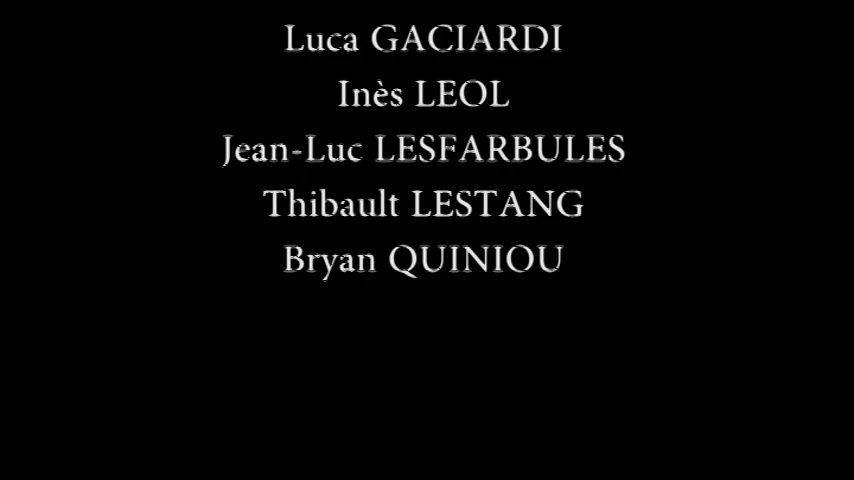 Luca GACIARDI
Inès LEOL
Jean-Luc LESFARBULES
Thibault LESTANG
Bryan QUINIOU